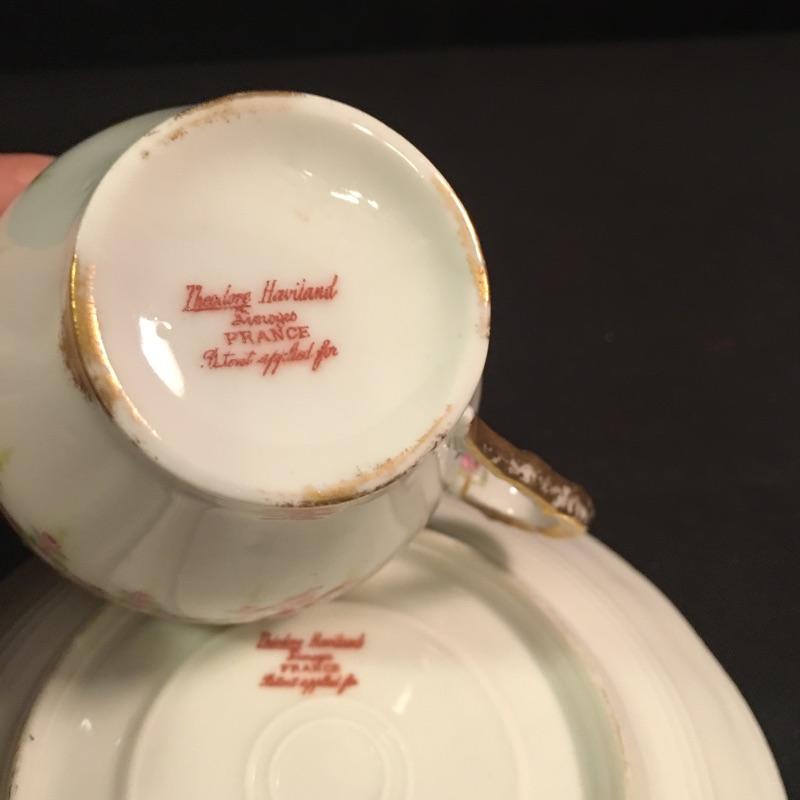 Theodore Haviland
Limoges
FRANCE
Patent applied for
Theodore Haviland
Limoges
FRANCE
Patent applied for